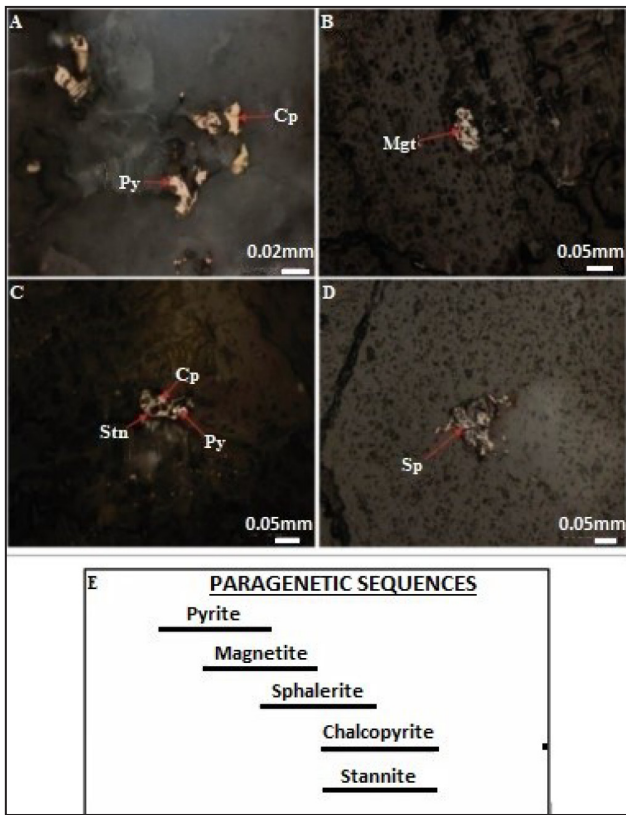 A
Cp
Py
0.02mm
B
Mgt
0.05mm
C
Cp
Stn
Py
0.05mm
D
Sp
0.05mm
E
PARAGENETIC SEQUENCES
Pyrite
Magnetite
Sphalerite
Chalcopyrite
Stannite